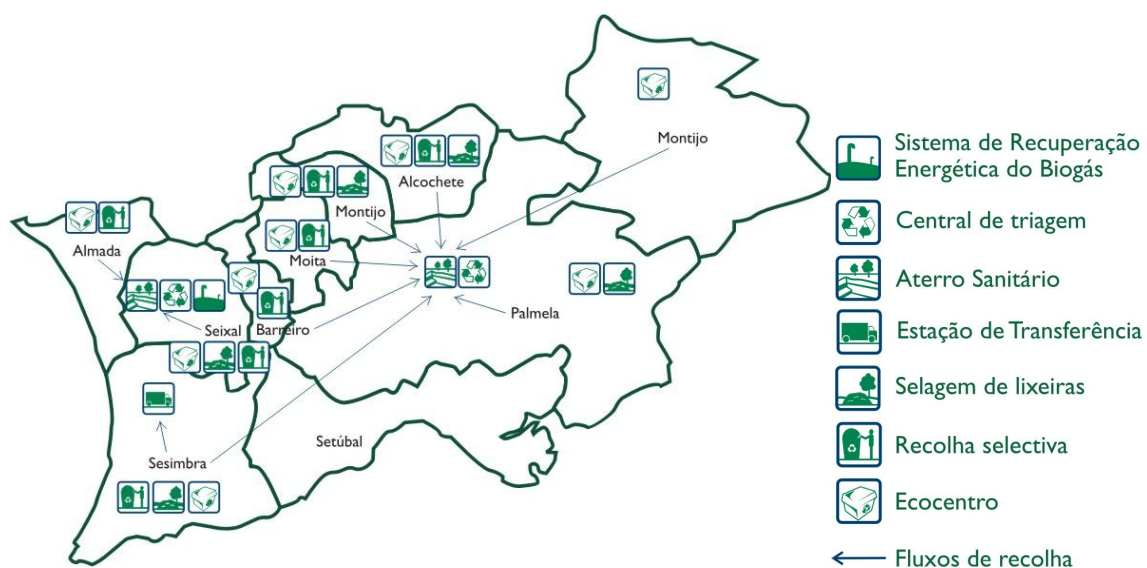 Montijo
Alcochete
Montijo
Almada
Moita
Seixal
Barreiro
Palmela
Sesimbra
Setúbal
Sistema de Recuperação
Energética do Biogás
Central de triagem
Aterro Sanitário
Estação de Transferência
Selagem de lixeiras
Recolha selectiva
Ecocentro
Fluxos de recolha